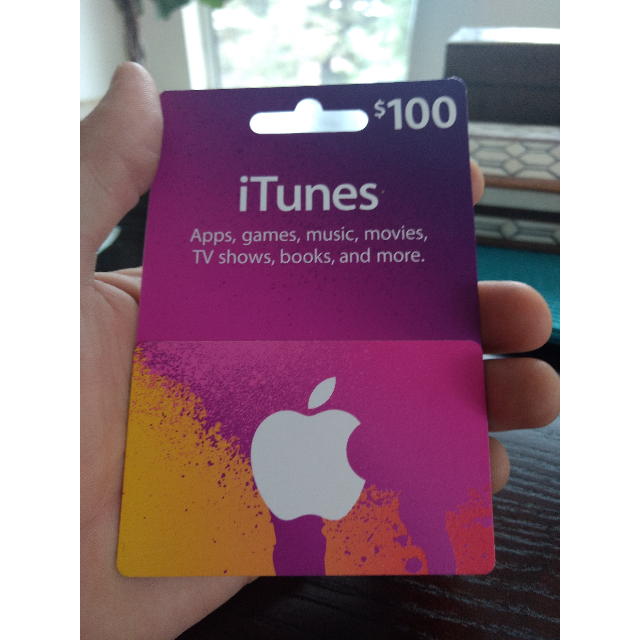 $100
iTunes
Apps, games, music, movies,
TV shows, books, and more.